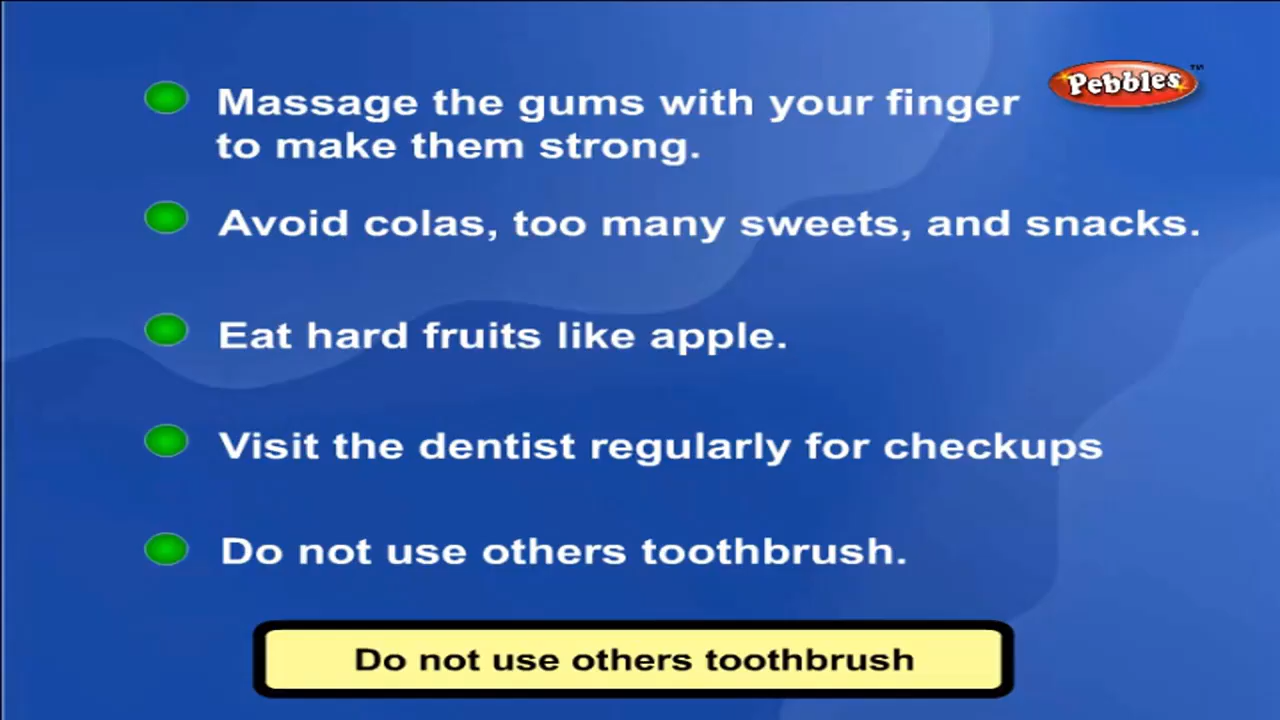 Pebbles™
Massage the gums with your finger
to make them strong.
Avoid colas, too many sweets, and snacks.
Eat hard fruits like apple.
Visit the dentist regularly for checkups
Do not use others toothbrush.
Do not use others toothbrush